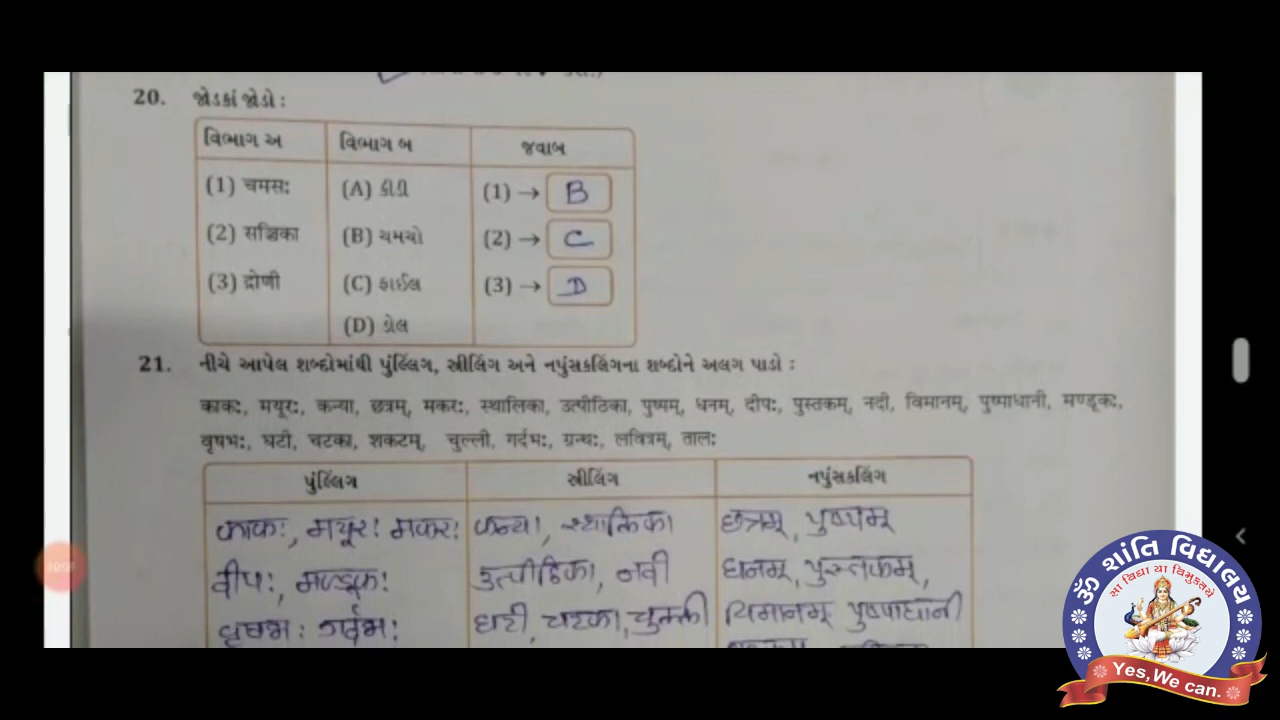 20. જોડકાં જોડો :
વિભાગ અ વિભાગ બ જવાબ
(1) चमसः (A) કીકી (1) → B
(2) सञ्चिका (B) ચમચો (2) → C
(3) द्रोणी (C) ફાઈલ (3) → D
(D) ડોલ
21. નીચે આપેલ શબ્દોમાંથી પુંલ્લિંગ, સ્ત્રીલિંગ અને નપુંસકલિંગના શબ્દોને અલગ પાડો :
काकः, मयूरः, कन्या, छत्रम्, मकरः, स्थालिका, उत्पीठिका, पुष्पम्, धनम्, दीपः, पुस्तकम्, नदी, विमानम्, पुष्पाधानी, मण्डूकः,
वृषभः, घटी, चटका, शकटम्, चुल्ली, गर्दभः, ग्रन्थः, लवित्रम्, तालः
પુંલ્લિંગ સ્ત્રીલિંગ નપુંસકલિંગ
काकः, मयूरः मकरः कन्या, स्थालिका छत्रम्, पुष्पम्
दीपः, मण्डूकः उत्पीठिका, नदी धनम्, पुस्तकम्,
वृषभः गर्दभः घटी, चटका, चुल्ली विमानम् पुष्पाधानी
ॐ શાંતિ વિદ્યાલય
સા વિદ્યા યા વિમુક્તયે
Yes, We can.